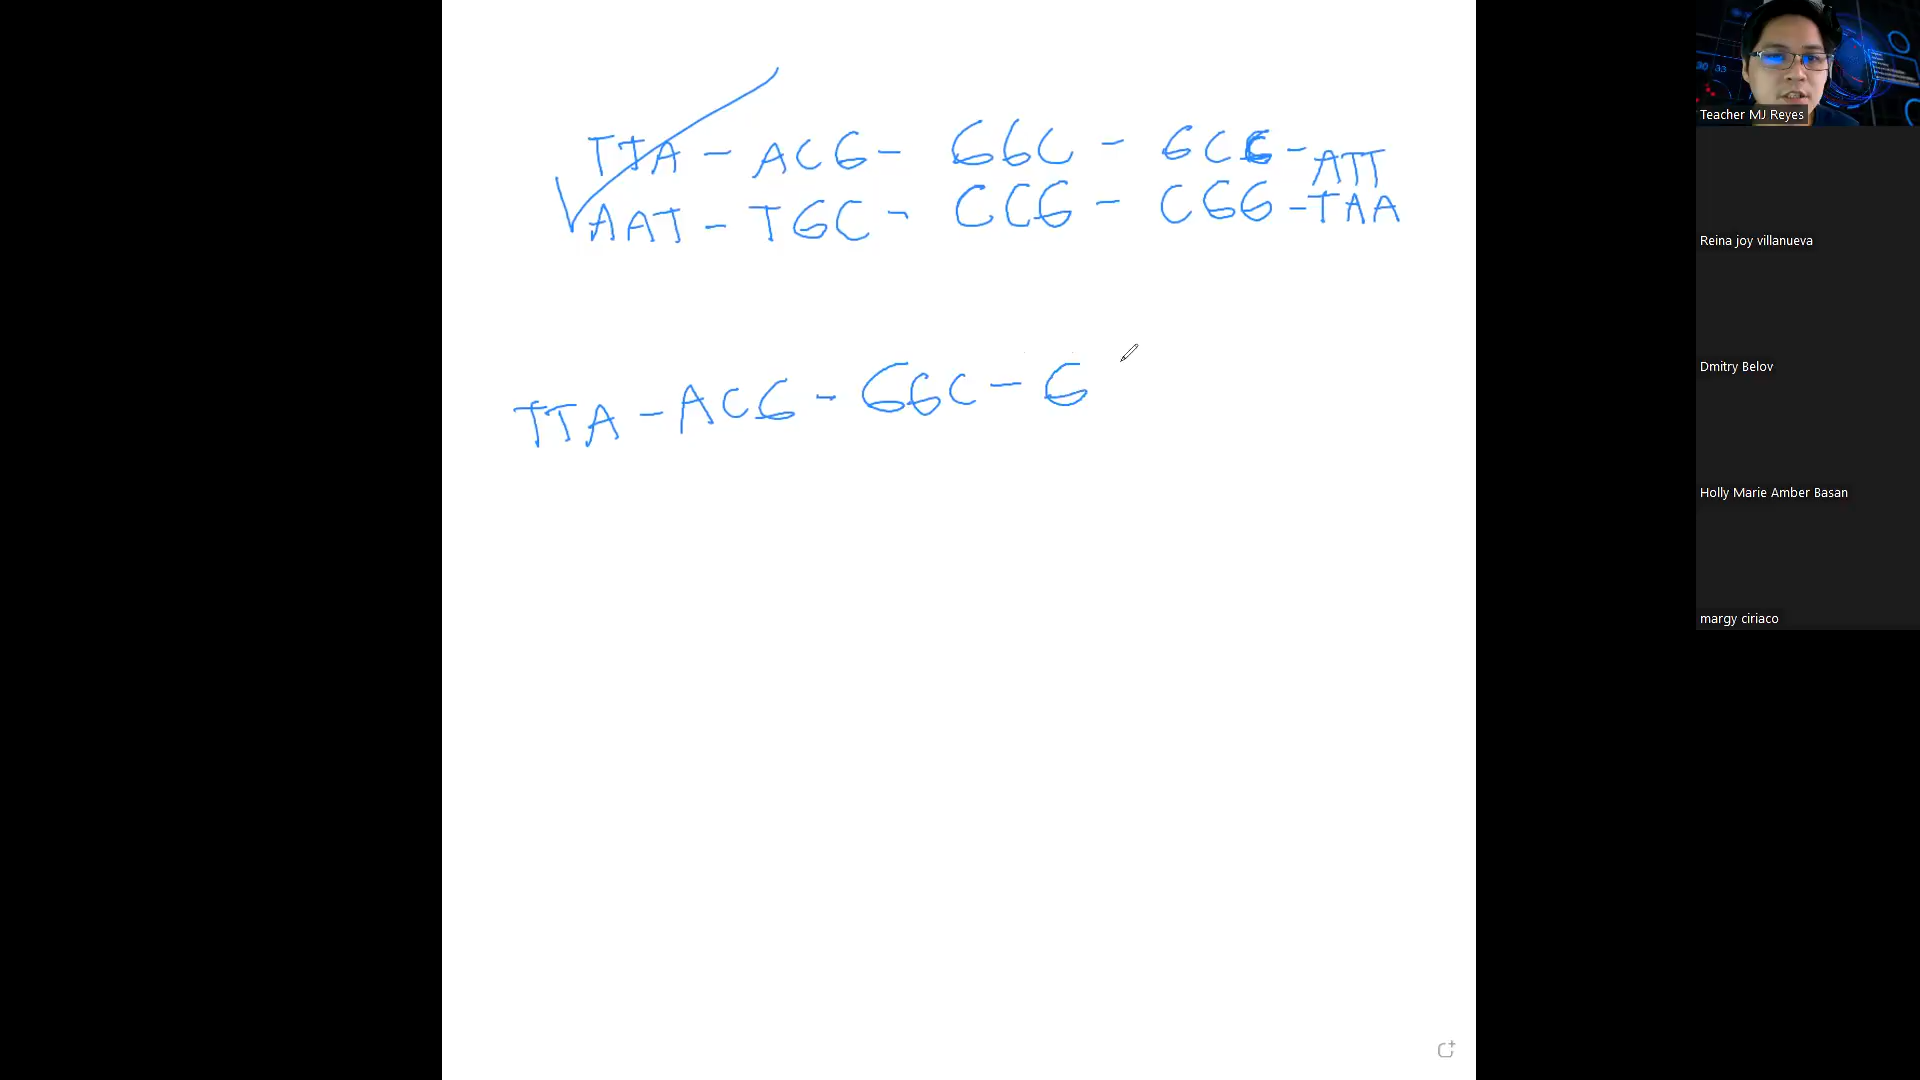 TTA - ACG - GGC - GCC - ATT
AAT - TGC - CCG - CGG - TAA
TTA - ACG - GGC - G
Teacher MJ Reyes
Reina joy villanueva
Dmitry Belov
Holly Marie Amber Basan
margy ciriaco